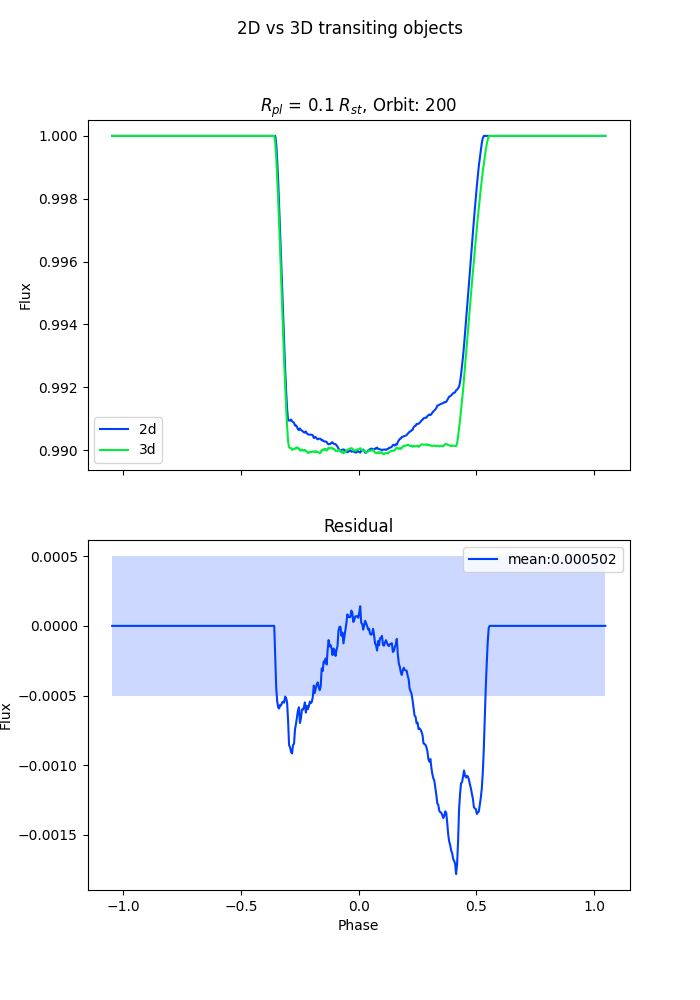 2D vs 3D transiting objects
R_pl = 0.1 R_st, Orbit: 200
1.000
0.998
0.996
0.994
0.992
0.990
Flux
2d
3d
Residual
0.0005
0.0000
−0.0005
−0.0010
−0.0015
Flux
mean:0.000502
−1.0 −0.5 0.0 0.5 1.0
Phase